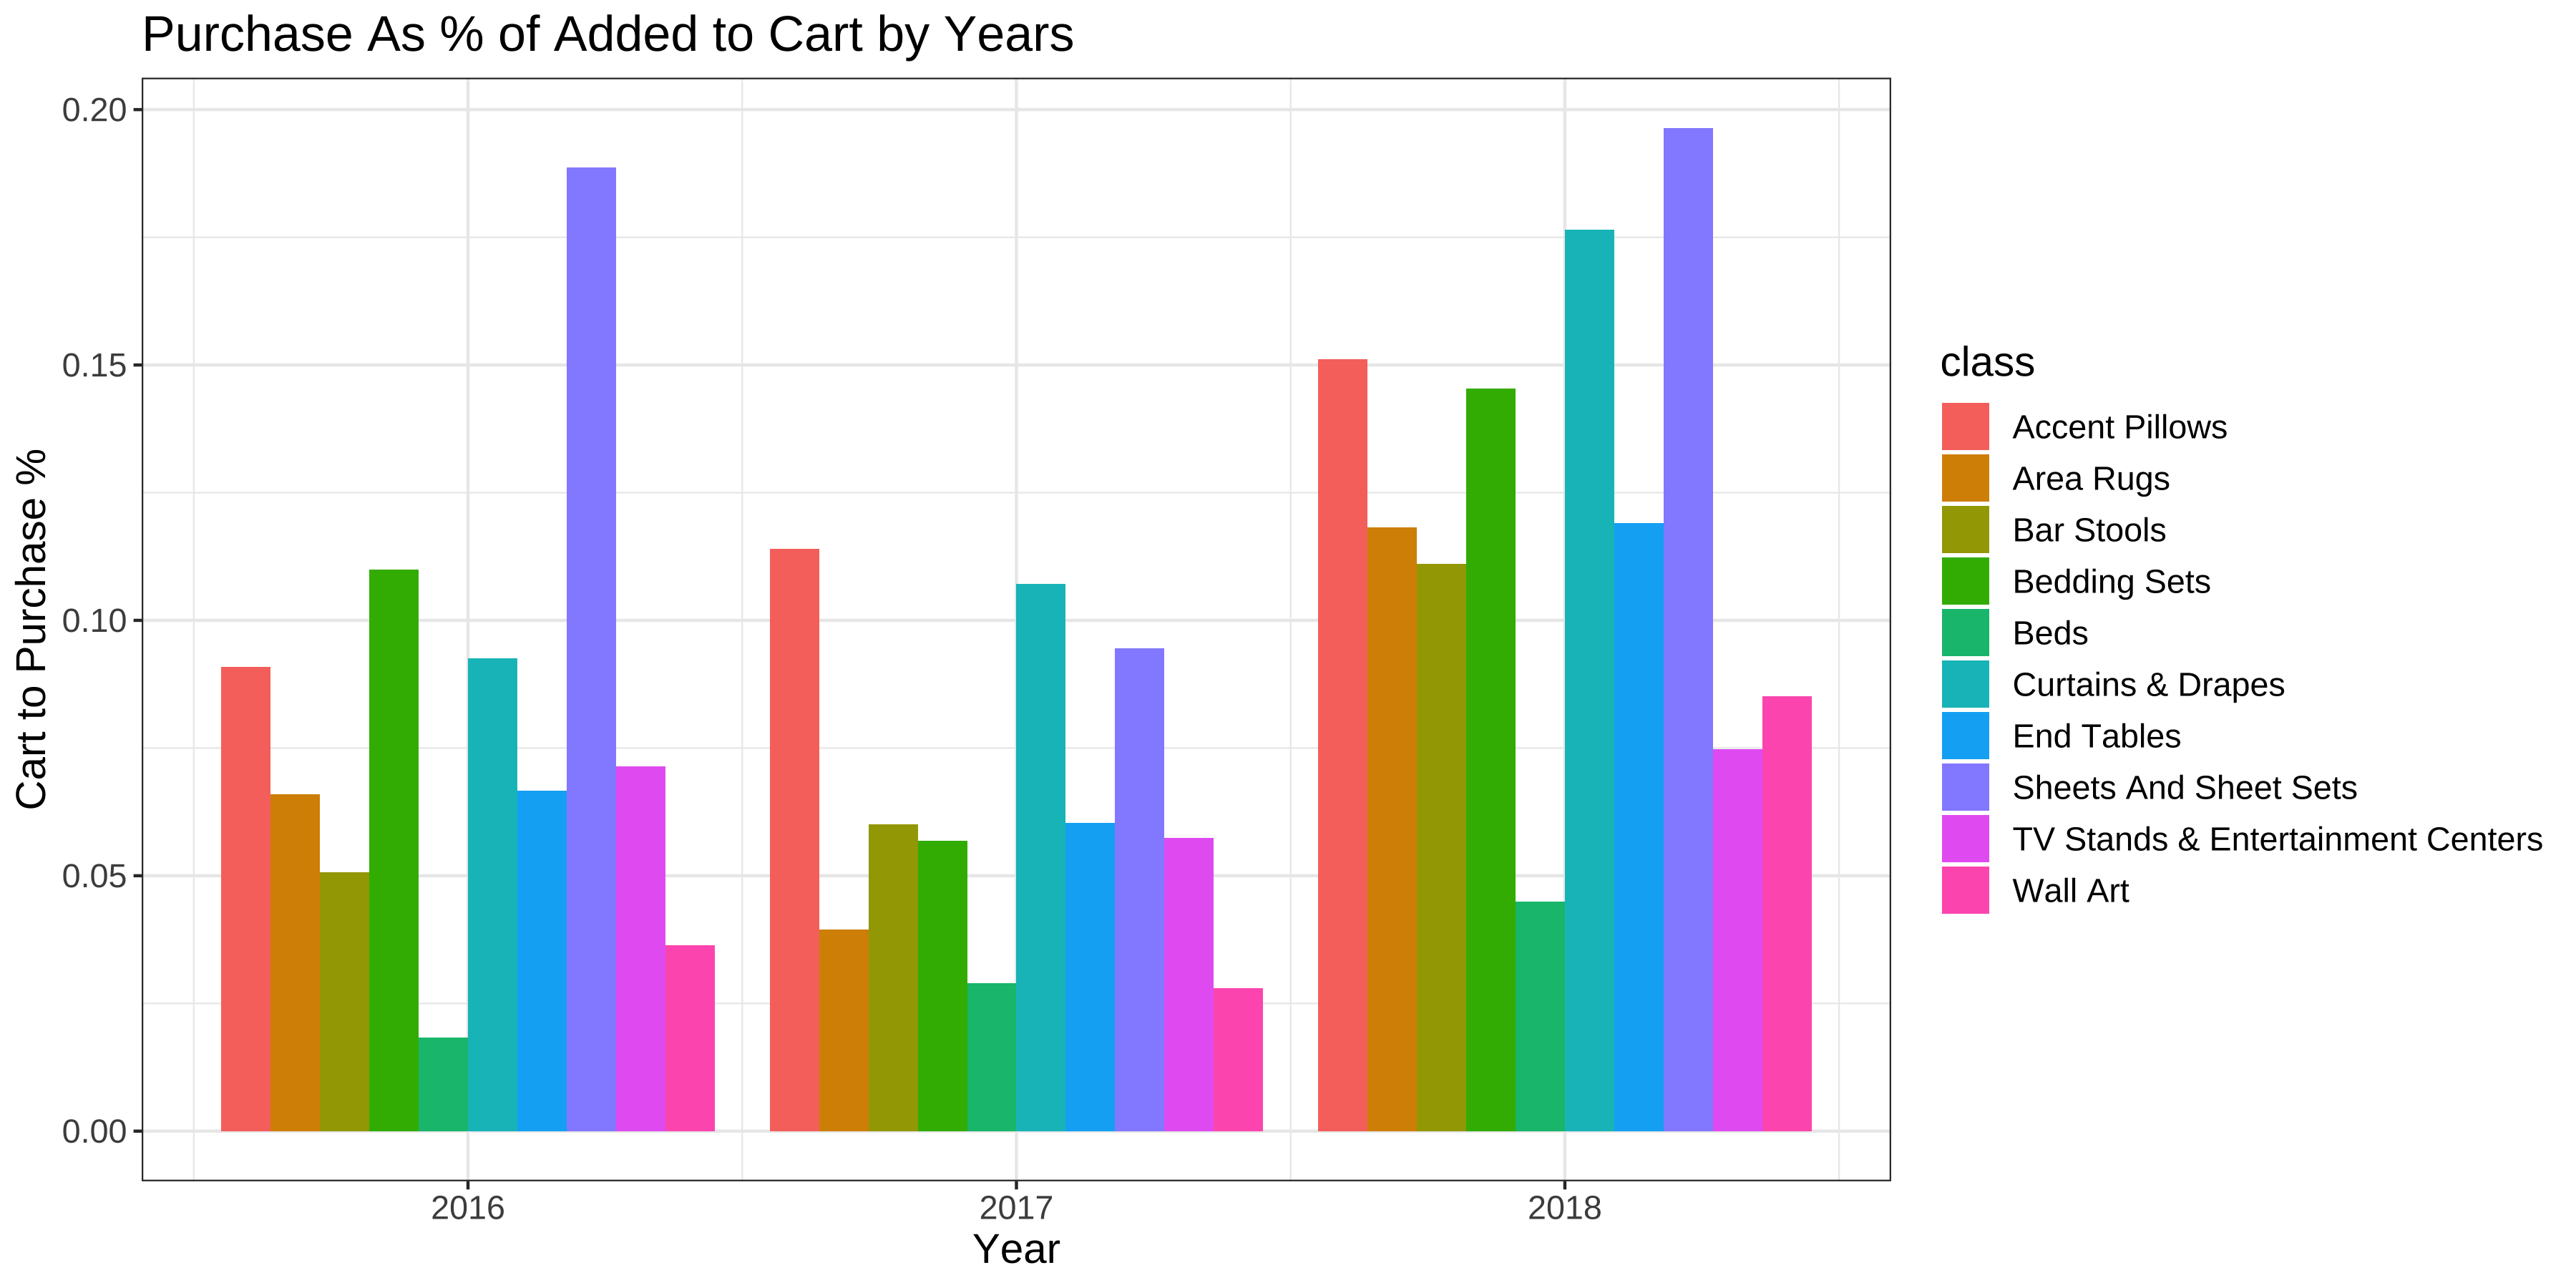 Purchase As % of Added to Cart by Years
0.20
0.15
0.10
0.05
0.00
Cart to Purchase %
2016 2017 2018
Year
class
Accent Pillows
Area Rugs
Bar Stools
Bedding Sets
Beds
Curtains & Drapes
End Tables
Sheets And Sheet Sets
TV Stands & Entertainment Centers
Wall Art